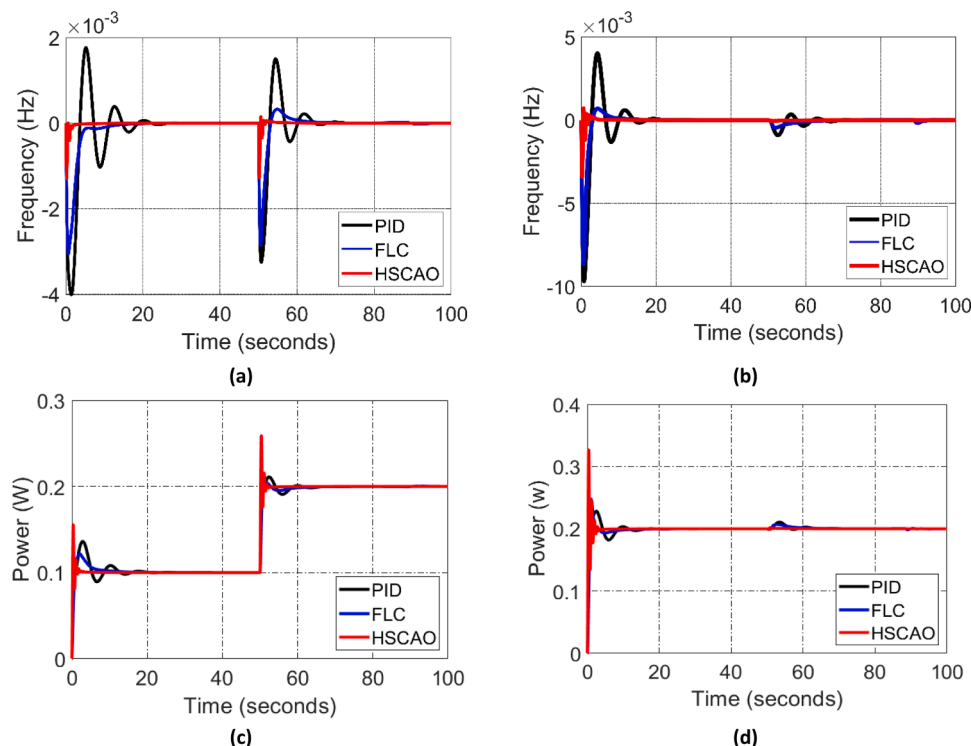 ×10⁻³
2
0
-2
-4
Frequency (Hz)
PID
FLC
HSCAO
0 20 40 60 80 100
Time (seconds)
(a)
×10⁻³
5
0
-5
-10
Frequency (Hz)
PID
FLC
HSCAO
0 20 40 60 80 100
Time (seconds)
(b)
0.3
0.2
0.1
0
Power (W)
PID
FLC
HSCAO
0 20 40 60 80 100
Time (seconds)
(c)
0.4
0.3
0.2
0.1
0
Power (w)
PID
FLC
HSCAO
0 20 40 60 80 100
Time (seconds)
(d)